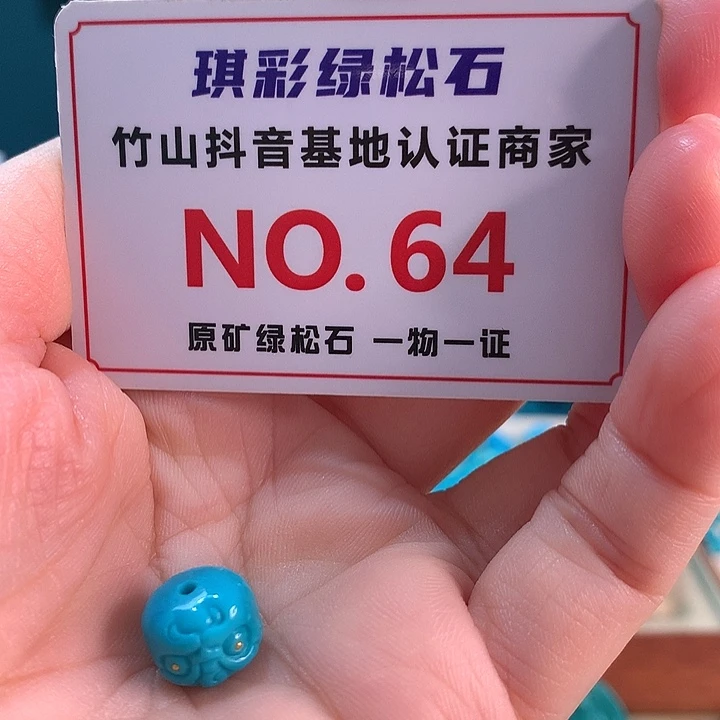 琪彩绿松石
竹山抖音基地认证商家
NO. 64
原矿绿松石 一物一证